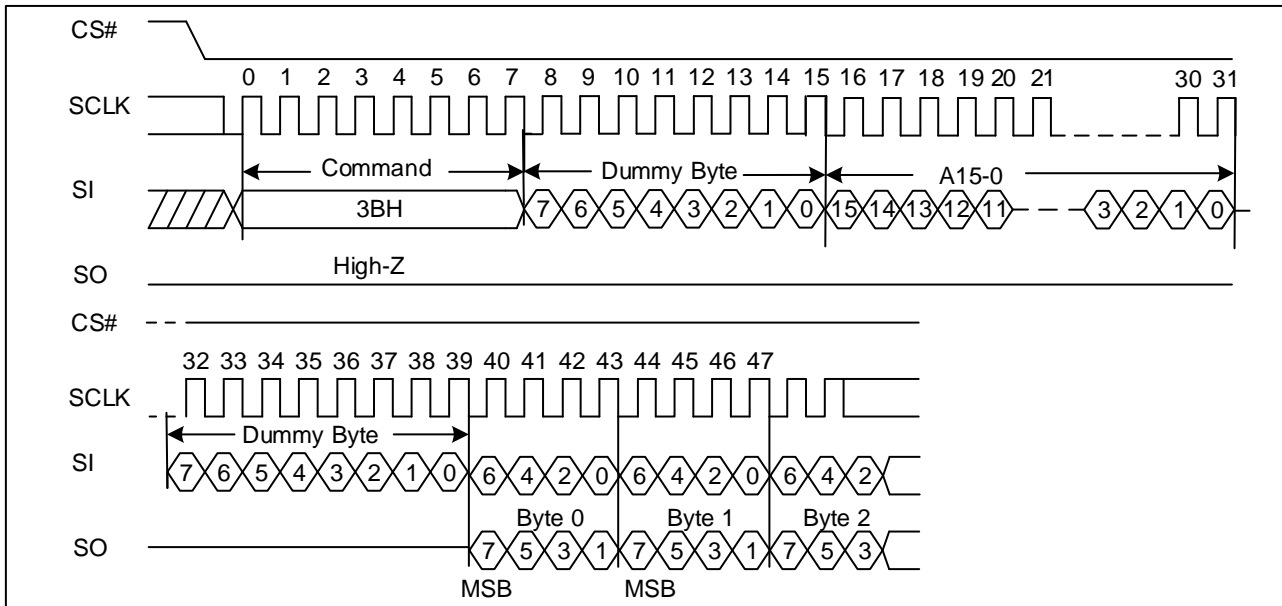 CS#
0 1 2 3 4 5 6 7 8 9 10 11 12 13 14 15 16 17 18 19 20 21 30 31
SCLK
Command Dummy Byte A15-0
SI
3BH 7 6 5 4 3 2 1 0 15 14 13 12 11 3 2 1 0
High-Z
SO
CS#
32 33 34 35 36 37 38 39 40 41 42 43 44 45 46 47
SCLK
Dummy Byte
SI
7 6 5 4 3 2 1 0 6 4 2 0 6 4 2 0 6 4 2
Byte 0 Byte 1 Byte 2
SO
7 5 3 1 7 5 3 1 7 5 3
MSB MSB